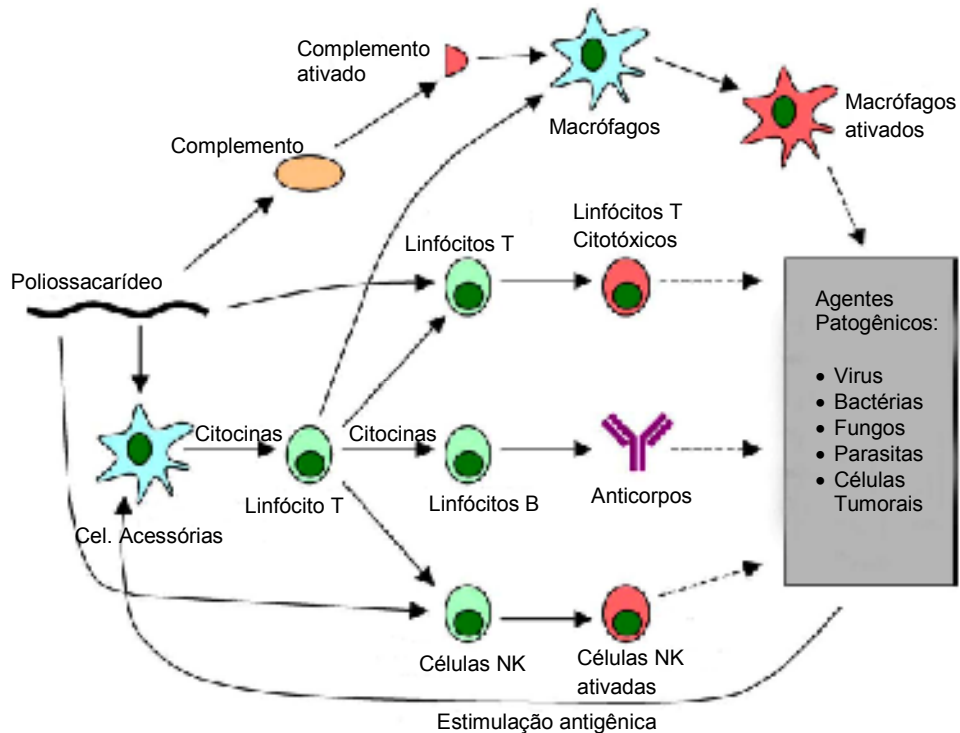 Complemento
ativado
Macrófagos
Macrófagos
ativados
Complemento
Linfócitos T
Linfócitos T
Citotóxicos
Poliossacarídeo
Agentes
Patogênicos:
• Virus
• Bactérias
• Fungos
• Parasitas
• Células
Tumorais
Citocinas
Citocinas
Linfócito T
Linfócitos B
Anticorpos
Cel. Acessórias
Células NK
Células NK
ativadas
Estimulação antigênica